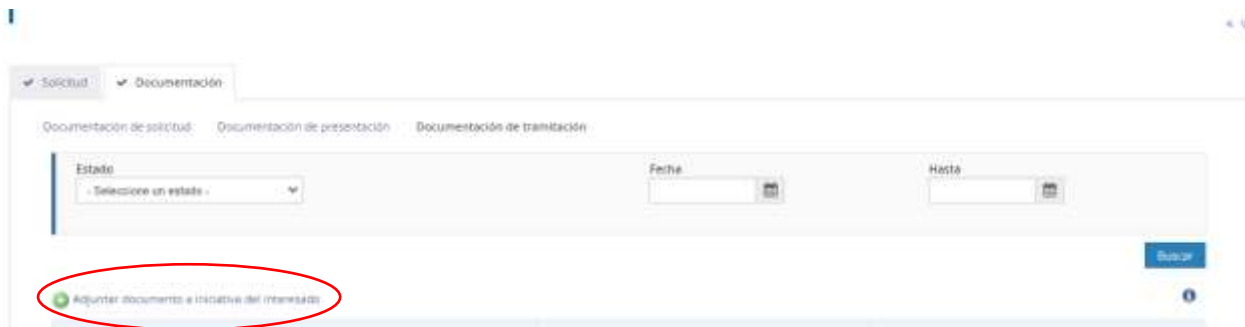 Solicitud
Documentación
Documentación de solicitud Documentación de presentación Documentación de tramitación
Estado Fecha Hasta
- Seleccione un estado -
Buscar
Adjuntar documento a iniciativa del interesado